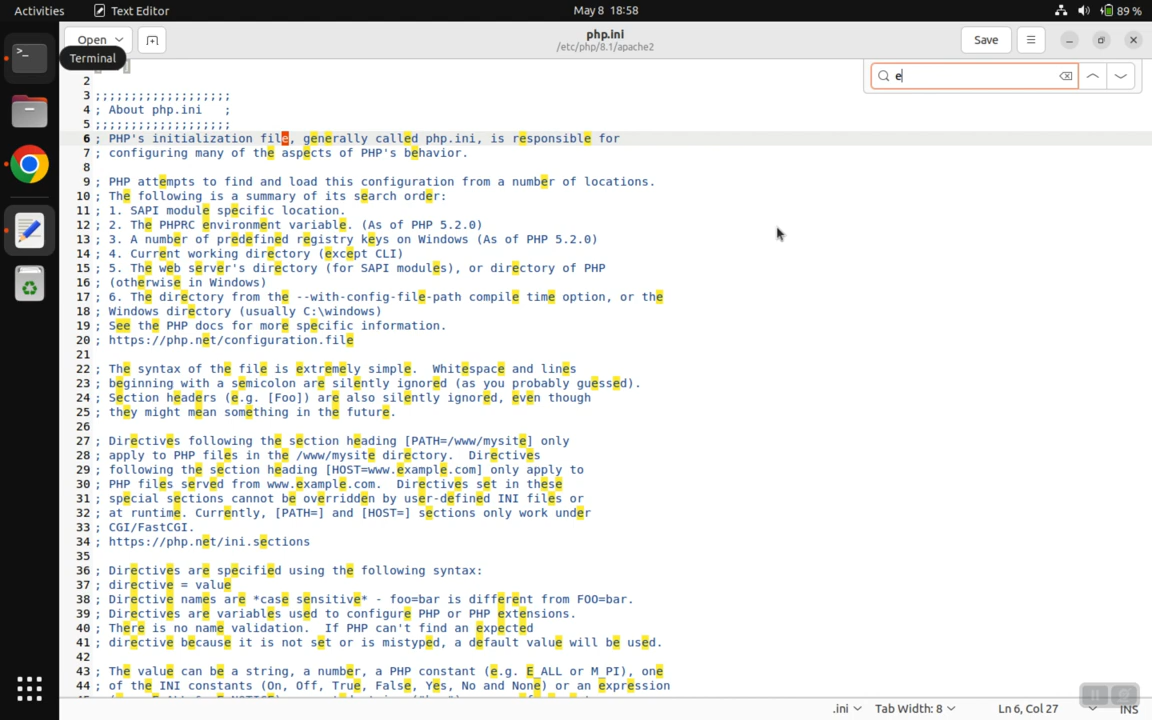 Activities Text Editor May 8 18:58 89 %
Open php.ini Save
/etc/php/8.1/apache2
Terminal
e
2
3 ;;;;;;;;;;;;;;;;;;;
4 ; About php.ini   ;
5 ;;;;;;;;;;;;;;;;;;;
6 ; PHP's initialization file, generally called php.ini, is responsible for
7 ; configuring many of the aspects of PHP's behavior.
8
9 ; PHP attempts to find and load this configuration from a number of locations.
10 ; The following is a summary of its search order:
11 ; 1. SAPI module specific location.
12 ; 2. The PHPRC environment variable. (As of PHP 5.2.0)
13 ; 3. A number of predefined registry keys on Windows (As of PHP 5.2.0)
14 ; 4. Current working directory (except CLI)
15 ; 5. The web server's directory (for SAPI modules), or directory of PHP
16 ; (otherwise in Windows)
17 ; 6. The directory from the --with-config-file-path compile time option, or the
18 ; Windows directory (usually C:\windows)
19 ; See the PHP docs for more specific information.
20 ; https://php.net/configuration.file
21
22 ; The syntax of the file is extremely simple.  Whitespace and lines
23 ; beginning with a semicolon are silently ignored (as you probably guessed).
24 ; Section headers (e.g. [Foo]) are also silently ignored, even though
25 ; they might mean something in the future.
26
27 ; Directives following the section heading [PATH=/www/mysite] only
28 ; apply to PHP files in the /www/mysite directory.  Directives
29 ; following the section heading [HOST=www.example.com] only apply to
30 ; PHP files served from www.example.com.  Directives set in these
31 ; special sections cannot be overridden by user-defined INI files or
32 ; at runtime. Currently, [PATH=] and [HOST=] sections only work under
33 ; CGI/FastCGI.
34 ; https://php.net/ini.sections
35
36 ; Directives are specified using the following syntax:
37 ; directive = value
38 ; Directive names are *case sensitive* - foo=bar is different from FOO=bar.
39 ; Directives are variables used to configure PHP or PHP extensions.
40 ; There is no name validation.  If PHP can't find an expected
41 ; directive because it is not set or is mistyped, a default value will be used.
42
43 ; The value can be a string, a number, a PHP constant (e.g. E_ALL or M_PI), one
44 ; of the INI constants (On, Off, True, False, Yes, No and None) or an expression
.ini Tab Width: 8 Ln 6, Col 27 INS